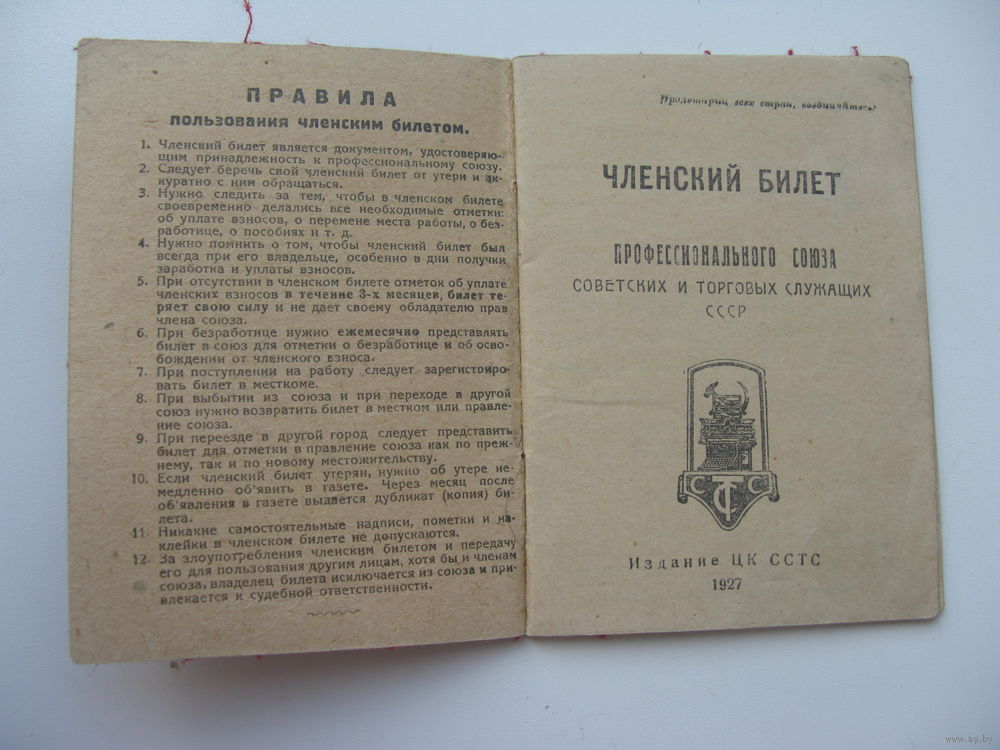 ПРАВИЛА
пользования членским билетом.
1. Членский билет является документом, удостоверяю-
щим принадлежность к профессиональному союзу.
2. Следует беречь свой членский билет от утери и ак-
куратно с ним обращаться.
3. Нужно следить за тем, чтобы в членском билете
своевременно делались все необходимые отметки:
об уплате взносов, о перемене места работы, о без-
работице, о пособиях и т. д.
4. Нужно помнить о том, чтобы членский билет был
всегда при его владельце, особенно в дни получки
заработка и уплаты взносов.
5. При отсутствии в членском билете отметок об уплате
членских взносов в течение 3-х месяцев, билет те-
ряет свою силу и не дает своему обладателю прав
члена союза.
6. При безработице нужно ежемесячно представлять
билет в союз для отметки о безработице и об осво-
бождении от членского взноса.
7. При поступлении на работу следует зарегистриро-
вать билет в месткоме.
8. При выбытии из союза и при переходе в другой
союз нужно возвратить билет в местком или правле-
ние союза.
9. При переезде в другой город следует представить
билет для отметки в правление союза как по преж-
нему, так и по новому местожительству.
10. Если членский билет утерян, нужно об утере не-
медленно об'явить в газете. Через месяц после
об'явления в газете выдается дубликат (копия) би-
лета.
11. Никакие самостоятельные надписи, пометки и на-
клейки в членском билете не допускаются.
12. За злоупотребления членским билетом и передачу
его для пользования другим лицам, хотя бы и членам
союза, владелец билета исключается из союза и при-
влекается к судебной ответственности.
Пролетарии всех стран, соединяйтесь!
ЧЛЕНСКИЙ БИЛЕТ
ПРОФЕССИОНАЛЬНОГО СОЮЗА
СОВЕТСКИХ И ТОРГОВЫХ СЛУЖАЩИХ
СССР
ССТС
Издание ЦК ССТС
1927
www.ay.by